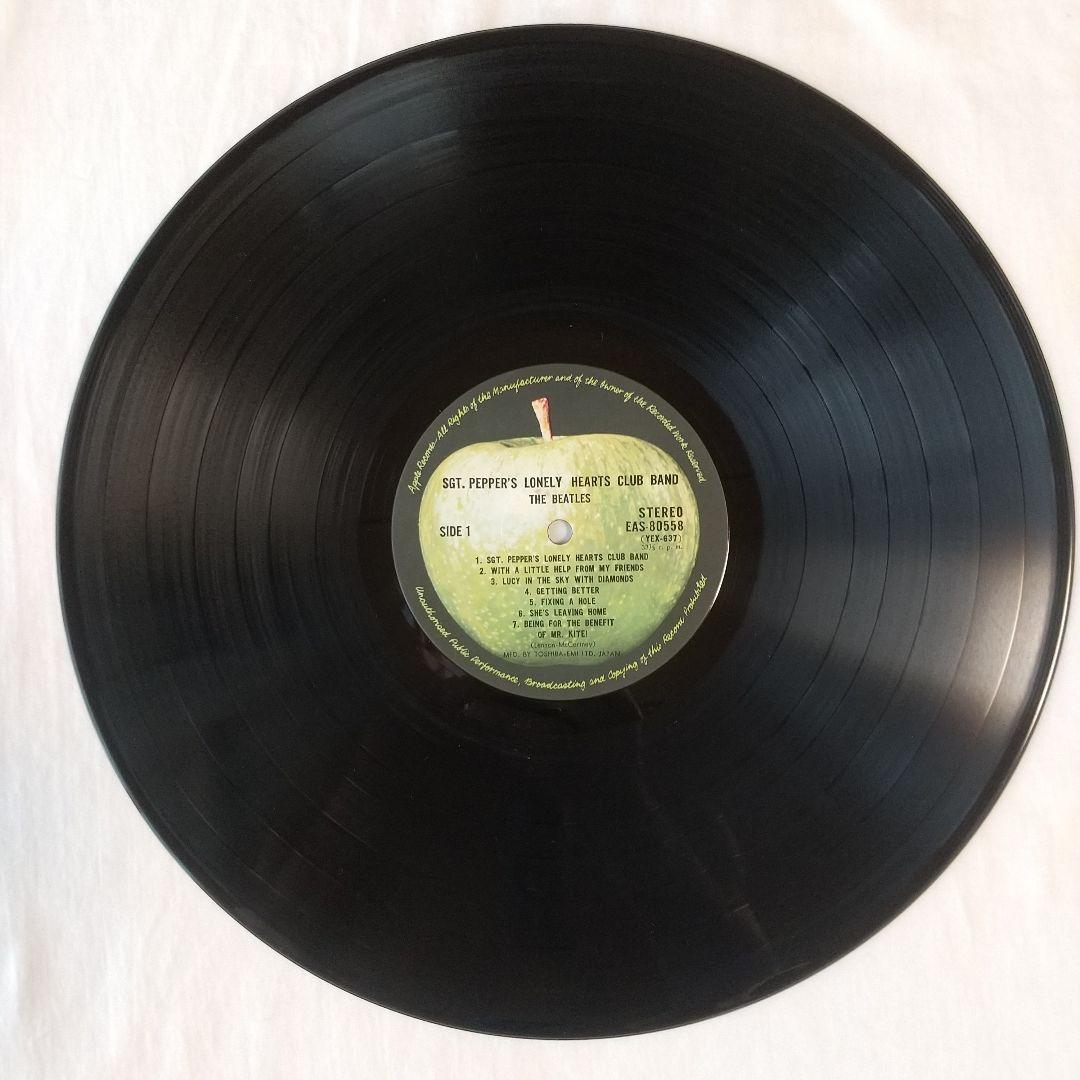 Apple Records-All Rights of the Manufacturer and of the Owner of the Recorded Work Reserved
SGT. PEPPER'S LONELY HEARTS CLUB BAND
THE BEATLES
SIDE 1
STEREO
EAS-80558
(YEX-637)
33⅓ r. p. m.
1. SGT. PEPPER'S LONELY HEARTS CLUB BAND
2. WITH A LITTLE HELP FROM MY FRIENDS
3. LUCY IN THE SKY WITH DIAMONDS
4. GETTING BETTER
5. FIXING A HOLE
6. SHE'S LEAVING HOME
7. BEING FOR THE BENEFIT
OF MR. KITE!
(Lennon-McCartney)
MFD. BY TOSHIBA-EMI LTD. JAPAN
Unauthorised Public Performance, Broadcasting and Copying of this Record Prohibited